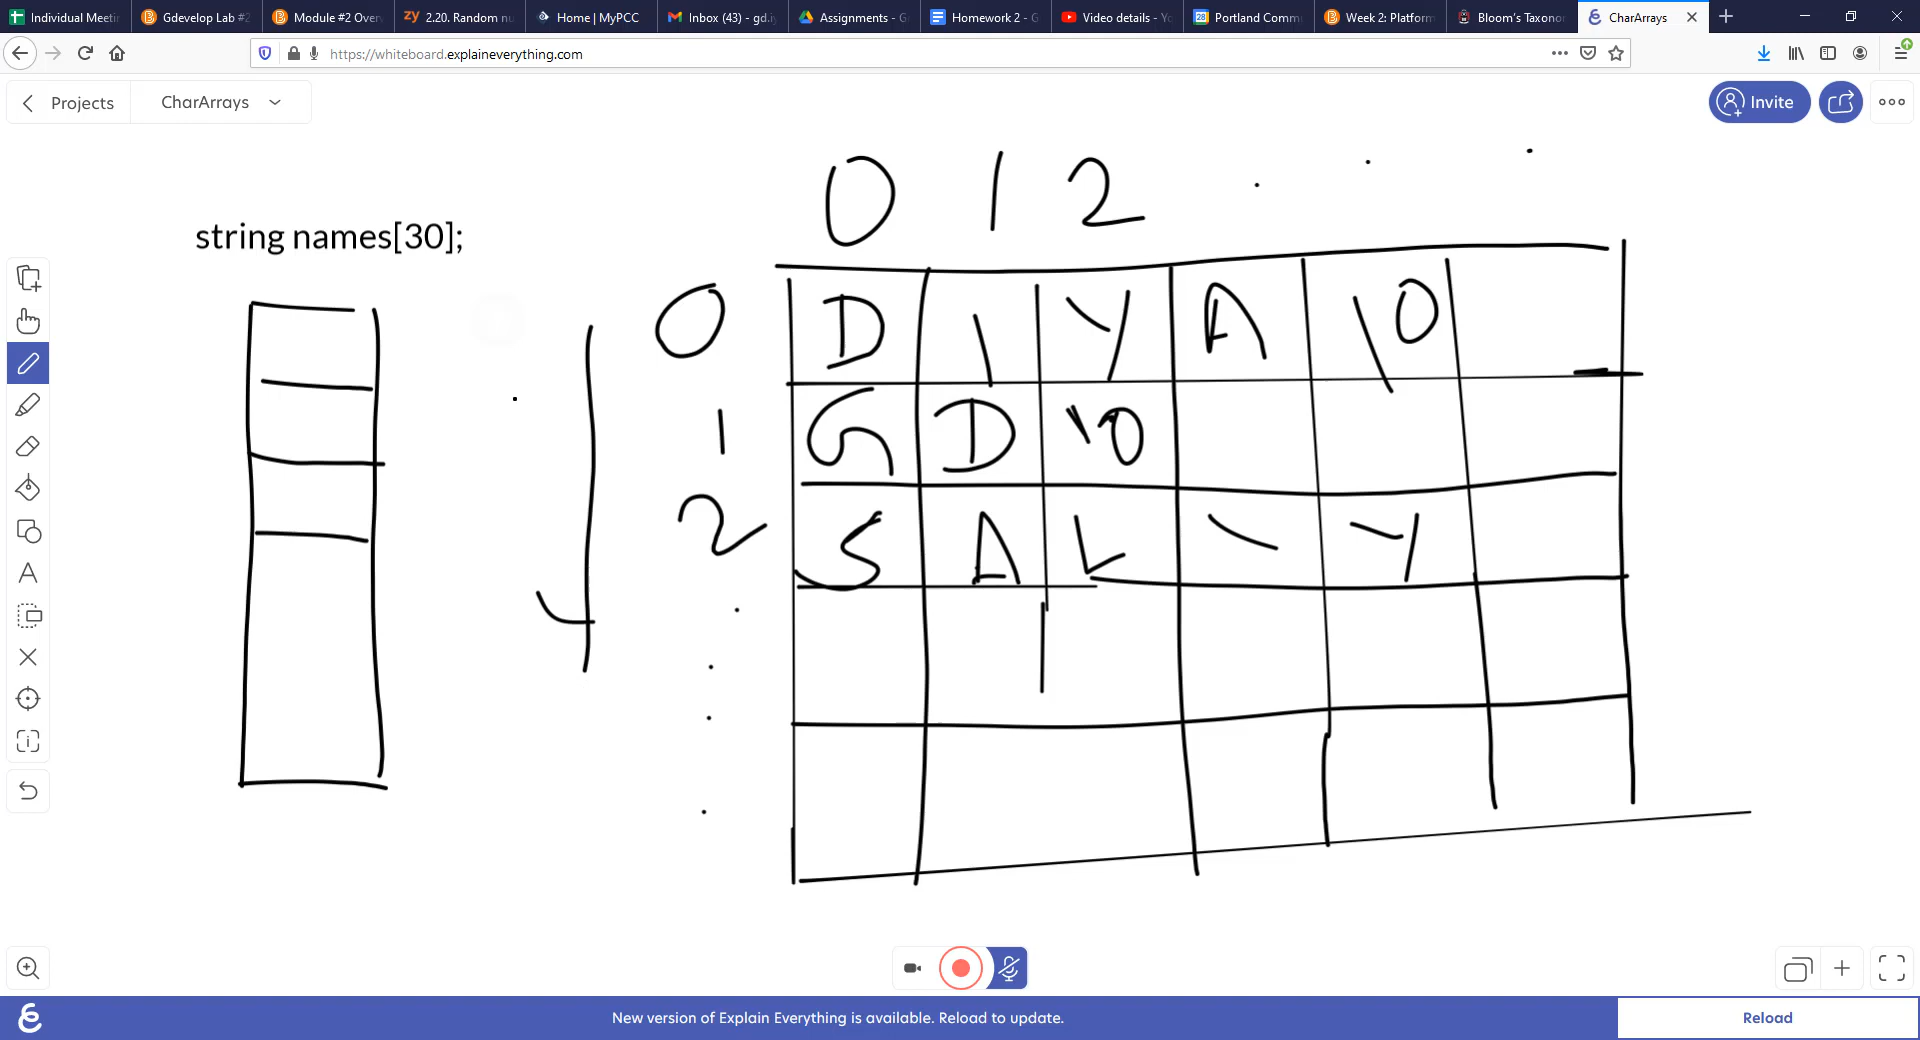 Individual Meeti
Gdevelop Lab #2
Module #2 Over
2.20. Random nu
Home | MyPCC
Inbox (43) - gd.iy
Assignments - G
Homework 2 - G
Video details - Yo
Portland Comm
Week 2: Platform
Bloom's Taxono
CharArrays
https://whiteboard.explaineverything.com
Projects
CharArrays
Invite
0 1 2 . . .
string names[30];
0 D I Y A \0
1 G D \0
2 S A L \ Y
New version of Explain Everything is available. Reload to update.
Reload